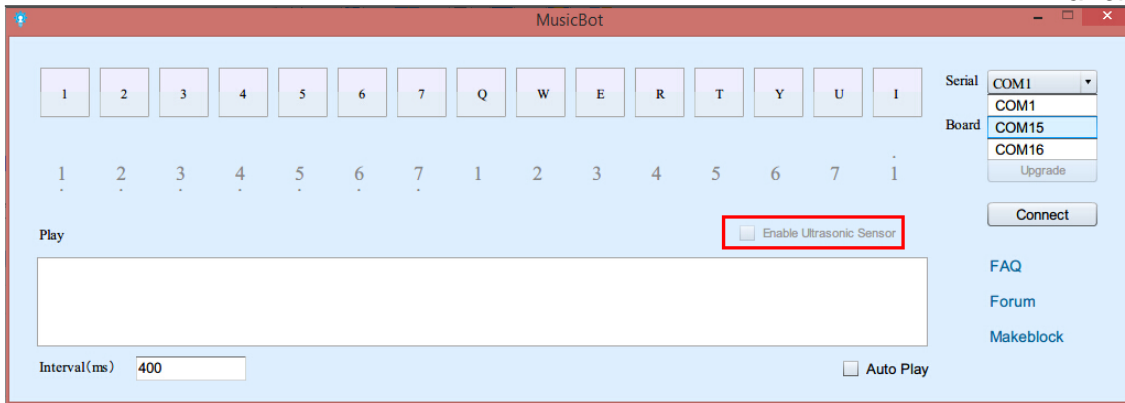 MusicBot
1 2 3 4 5 6 7 Q W E R T Y U I
Serial COM1
COM1
Board COM15
COM16
1 2 3 4 5 6 7 1 2 3 4 5 6 7 1
Upgrade
Connect
Play
Enable Ultrasonic Sensor
FAQ
Forum
Makeblock
Interval(ms) 400
Auto Play